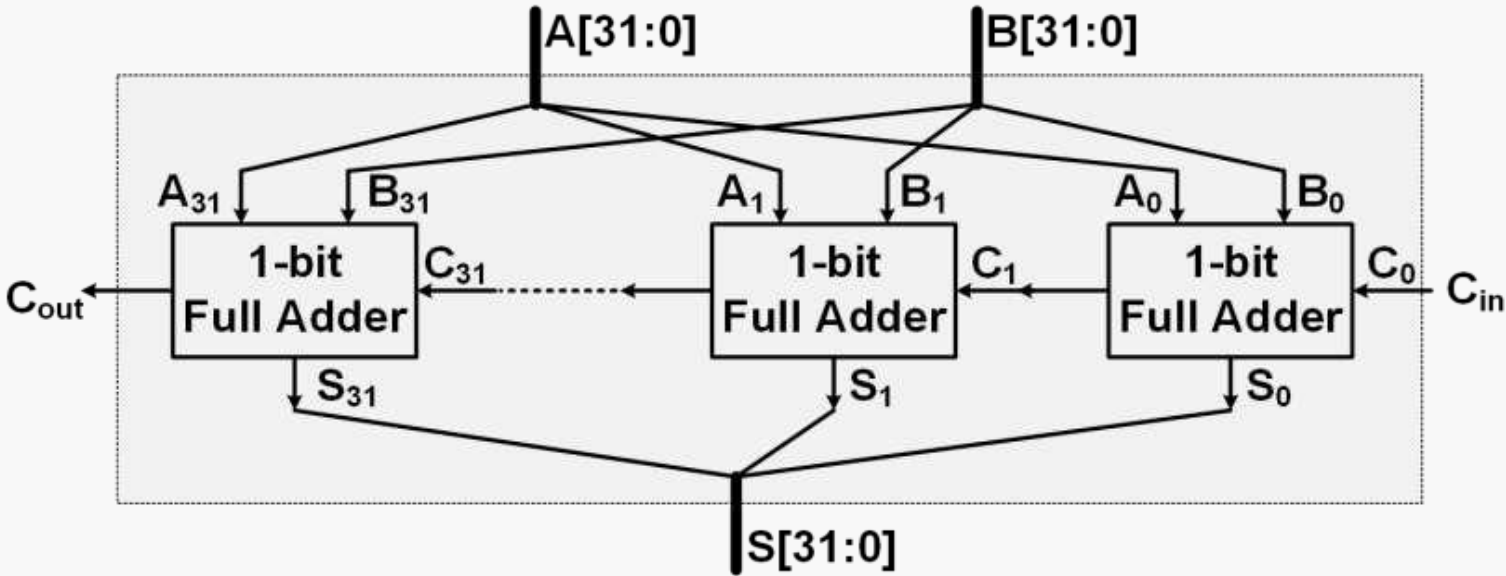 A[31:0]
B[31:0]
A₃₁
B₃₁
A₁
B₁
A₀
B₀
1-bit
Full Adder
1-bit
Full Adder
1-bit
Full Adder
C₃₁
C₁
C₀
Cout
Cin
S₃₁
S₁
S₀
S[31:0]